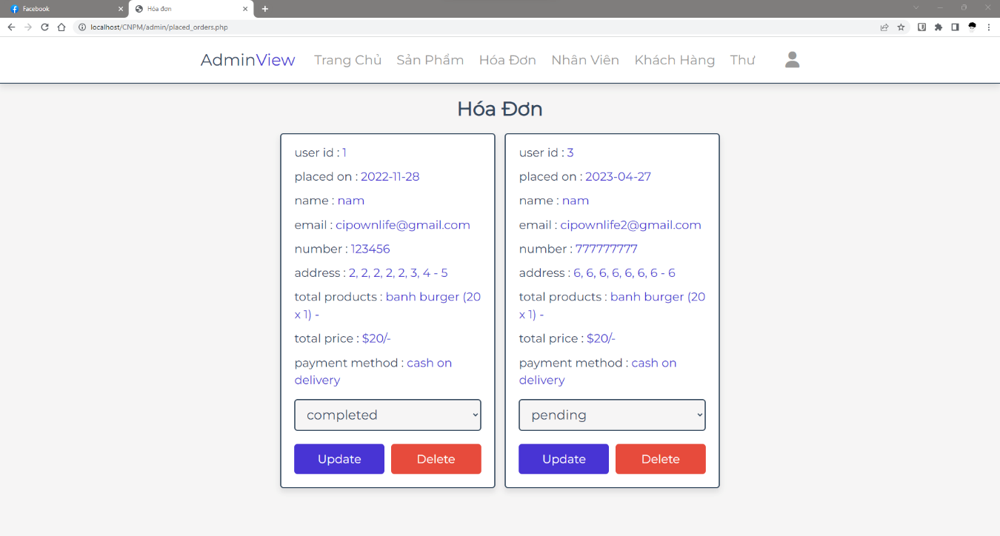 Facebook
Hóa đơn
localhost/CNPM/admin/placed_orders.php
AdminView Trang Chủ Sản Phẩm Hóa Đơn Nhân Viên Khách Hàng Thư
Hóa Đơn
user id : 1
placed on : 2022-11-28
name : nam
email : cipownlife@gmail.com
number : 123456
address : 2, 2, 2, 2, 2, 3, 4 - 5
total products : banh burger (20
x 1) -
total price : $20/-
payment method : cash on
delivery
completed
Update Delete
user id : 3
placed on : 2023-04-27
name : nam
email : cipownlife2@gmail.com
number : 777777777
address : 6, 6, 6, 6, 6, 6, 6 - 6
total products : banh burger (20
x 1) -
total price : $20/-
payment method : cash on
delivery
pending
Update Delete